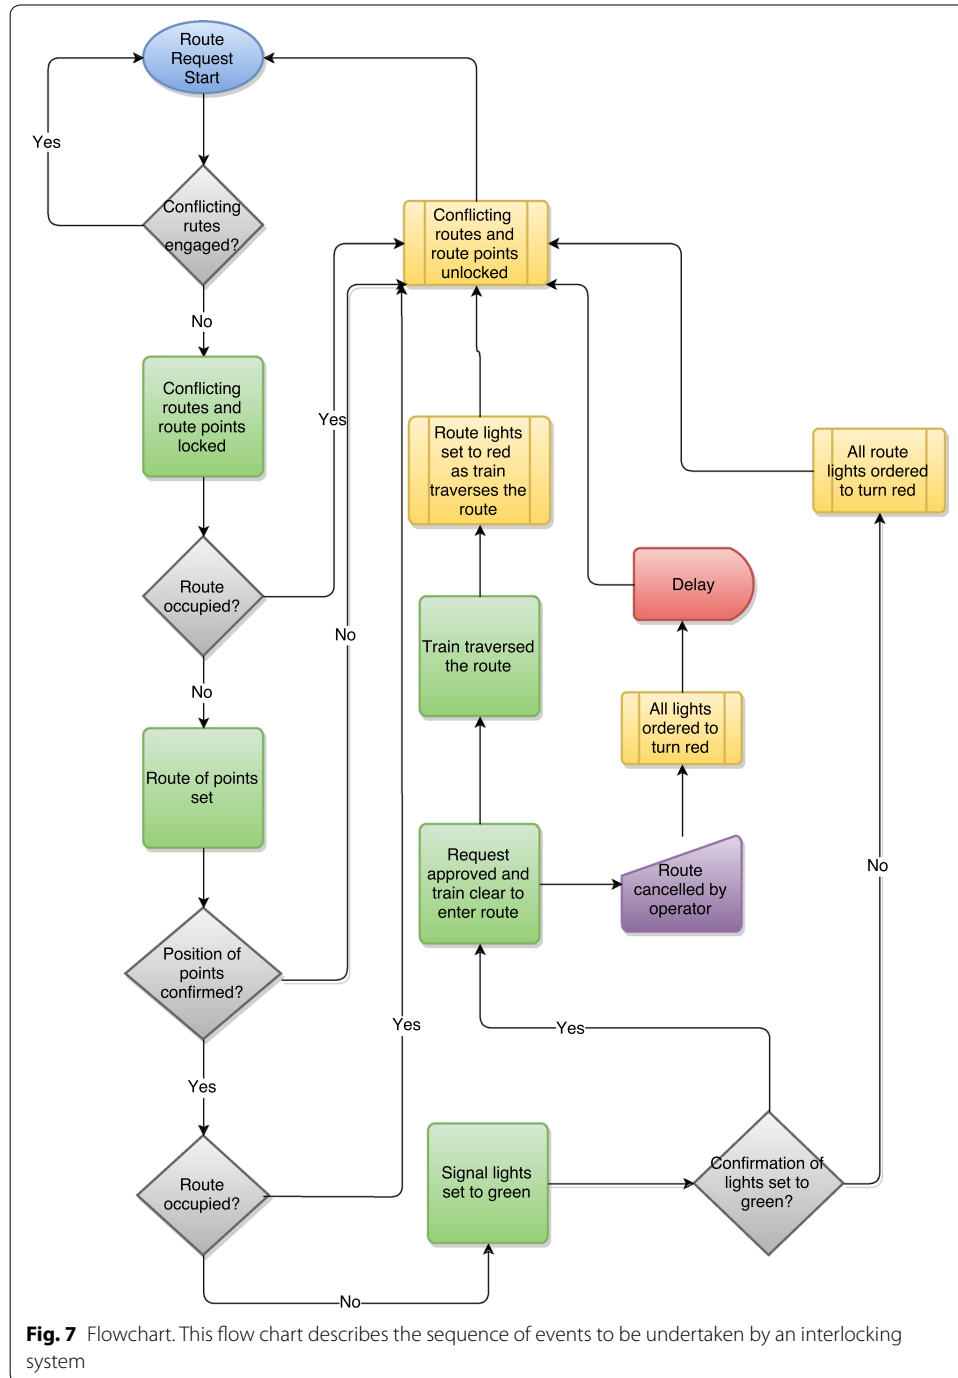 Route
Request
Start
Yes
Conflicting
rutes
engaged?
No
Conflicting
routes and
route points
locked
Route
occupied?
Yes
No
Route of points
set
Position of
points
confirmed?
No
Yes
Route
occupied?
Yes
No
Conflicting
routes and
route points
unlocked
Route lights
set to red
as train
traverses the
route
Train traversed
the route
Request
approved and
train clear to
enter route
Yes
Signal lights
set to green
Delay
All lights
ordered to
turn red
Route
cancelled by
operator
Confirmation of
lights set to
green?
No
All route
lights ordered
to turn red
Fig. 7 Flowchart. This flow chart describes the sequence of events to be undertaken by an interlocking
system